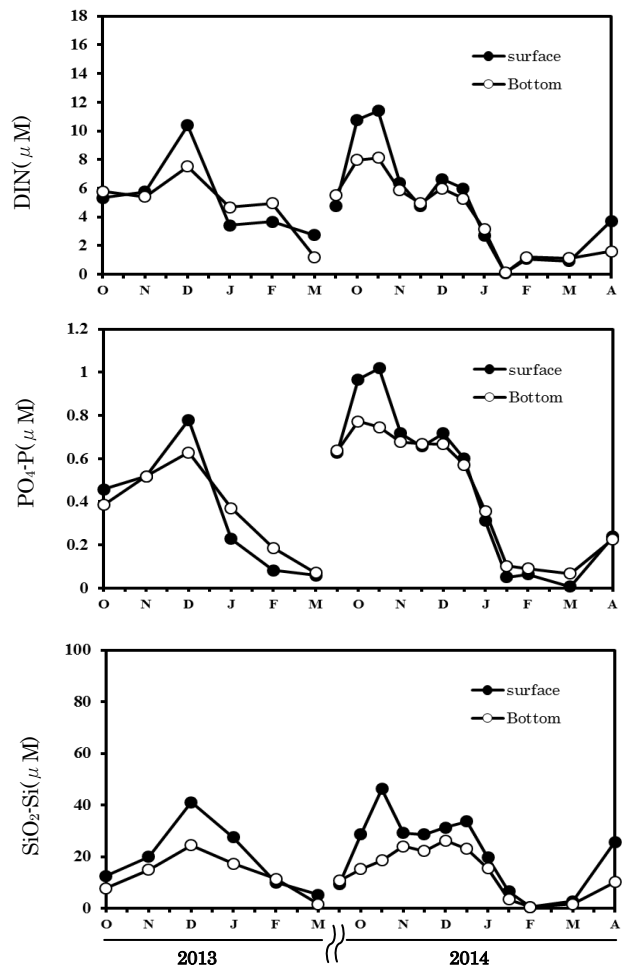 18
16
14
12
10
8
6
4
2
0
DIN(μM)
surface
Bottom
O N D J F M O N D J F M A
1.2
1
0.8
0.6
0.4
0.2
0
PO₄-P(μM)
surface
Bottom
O N D J F M O N D J F M A
100
80
60
40
20
0
SiO₂-Si(μM)
surface
Bottom
O N D J F M O N D J F M A
2013 2014